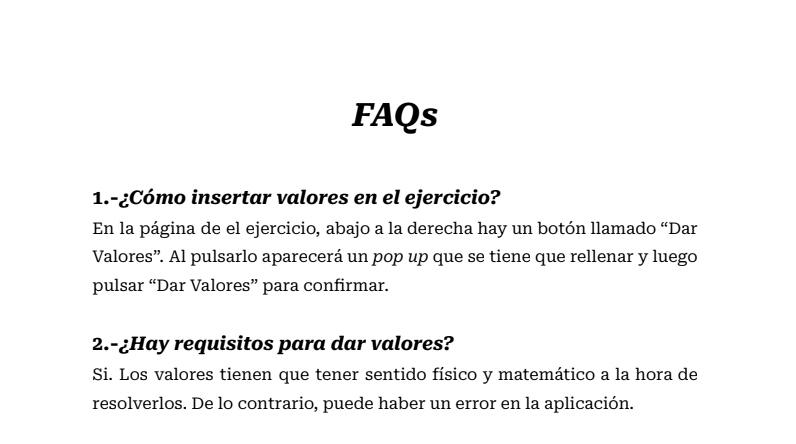 FAQs
1.-¿Cómo insertar valores en el ejercicio?
En la página de el ejercicio, abajo a la derecha hay un botón llamado “Dar
Valores”. Al pulsarlo aparecerá un pop up que se tiene que rellenar y luego
pulsar “Dar Valores” para confirmar.
2.-¿Hay requisitos para dar valores?
Si. Los valores tienen que tener sentido físico y matemático a la hora de
resolverlos. De lo contrario, puede haber un error en la aplicación.